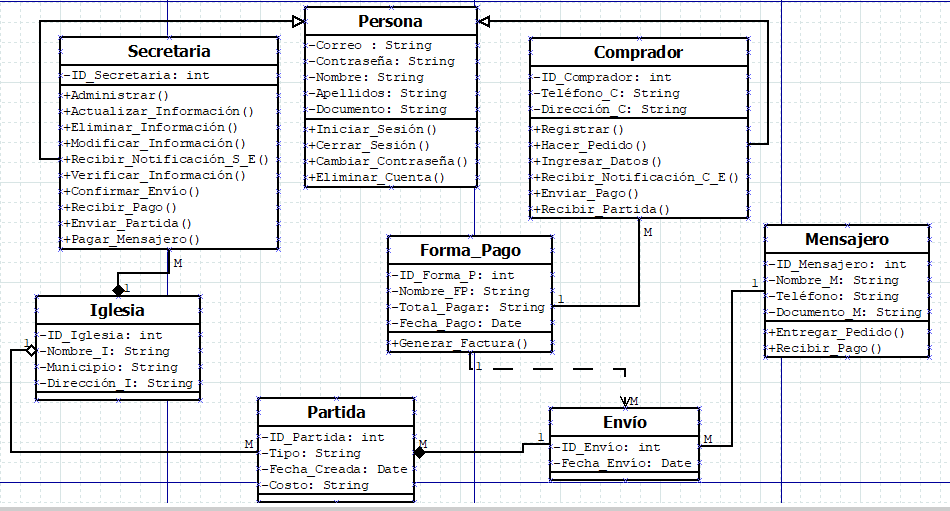 Persona
-Correo : String
-Contraseña: String
-Nombre: String
-Apellidos: String
-Documento: String
+Iniciar_Sesión()
+Cerrar_Sesión()
+Cambiar_Contraseña()
+Eliminar_Cuenta()
Secretaria
-ID_Secretaria: int
+Administrar()
+Actualizar_Información()
+Eliminar_Información()
+Modificar_Información()
+Recibir_Notificación_S_E()
+Verificar_Información()
+Confirmar_Envío()
+Recibir_Pago()
+Enviar_Partida()
+Pagar_Mensajero()
M
1
Comprador
-ID_Comprador: int
-Teléfono_C: String
-Dirección_C: String
+Registrar()
+Hacer_Pedido()
+Ingresar_Datos()
+Recibir_Notificación_C_E()
+Enviar_Pago()
+Recibir_Partida()
M
1
Forma_Pago
-ID_Forma_P: int
-Nombre_FP: String
-Total_Pagar: String
-Fecha_Pago: Date
+Generar_Factura()
1
M
Mensajero
-ID_Mensajero: int
-Nombre_M: String
-Teléfono: String
-Documento_M: String
+Entregar_Pedido()
+Recibir_Pago()
1
M
Iglesia
-ID_Iglesia: int
-Nombre_I: String
-Municipio: String
-Dirección_I: String
1
M
Partida
-ID_Partida: int
-Tipo: String
-Fecha_Creada: Date
-Costo: String
M
1
Envío
-ID_Envío: int
-Fecha_Envío: Date